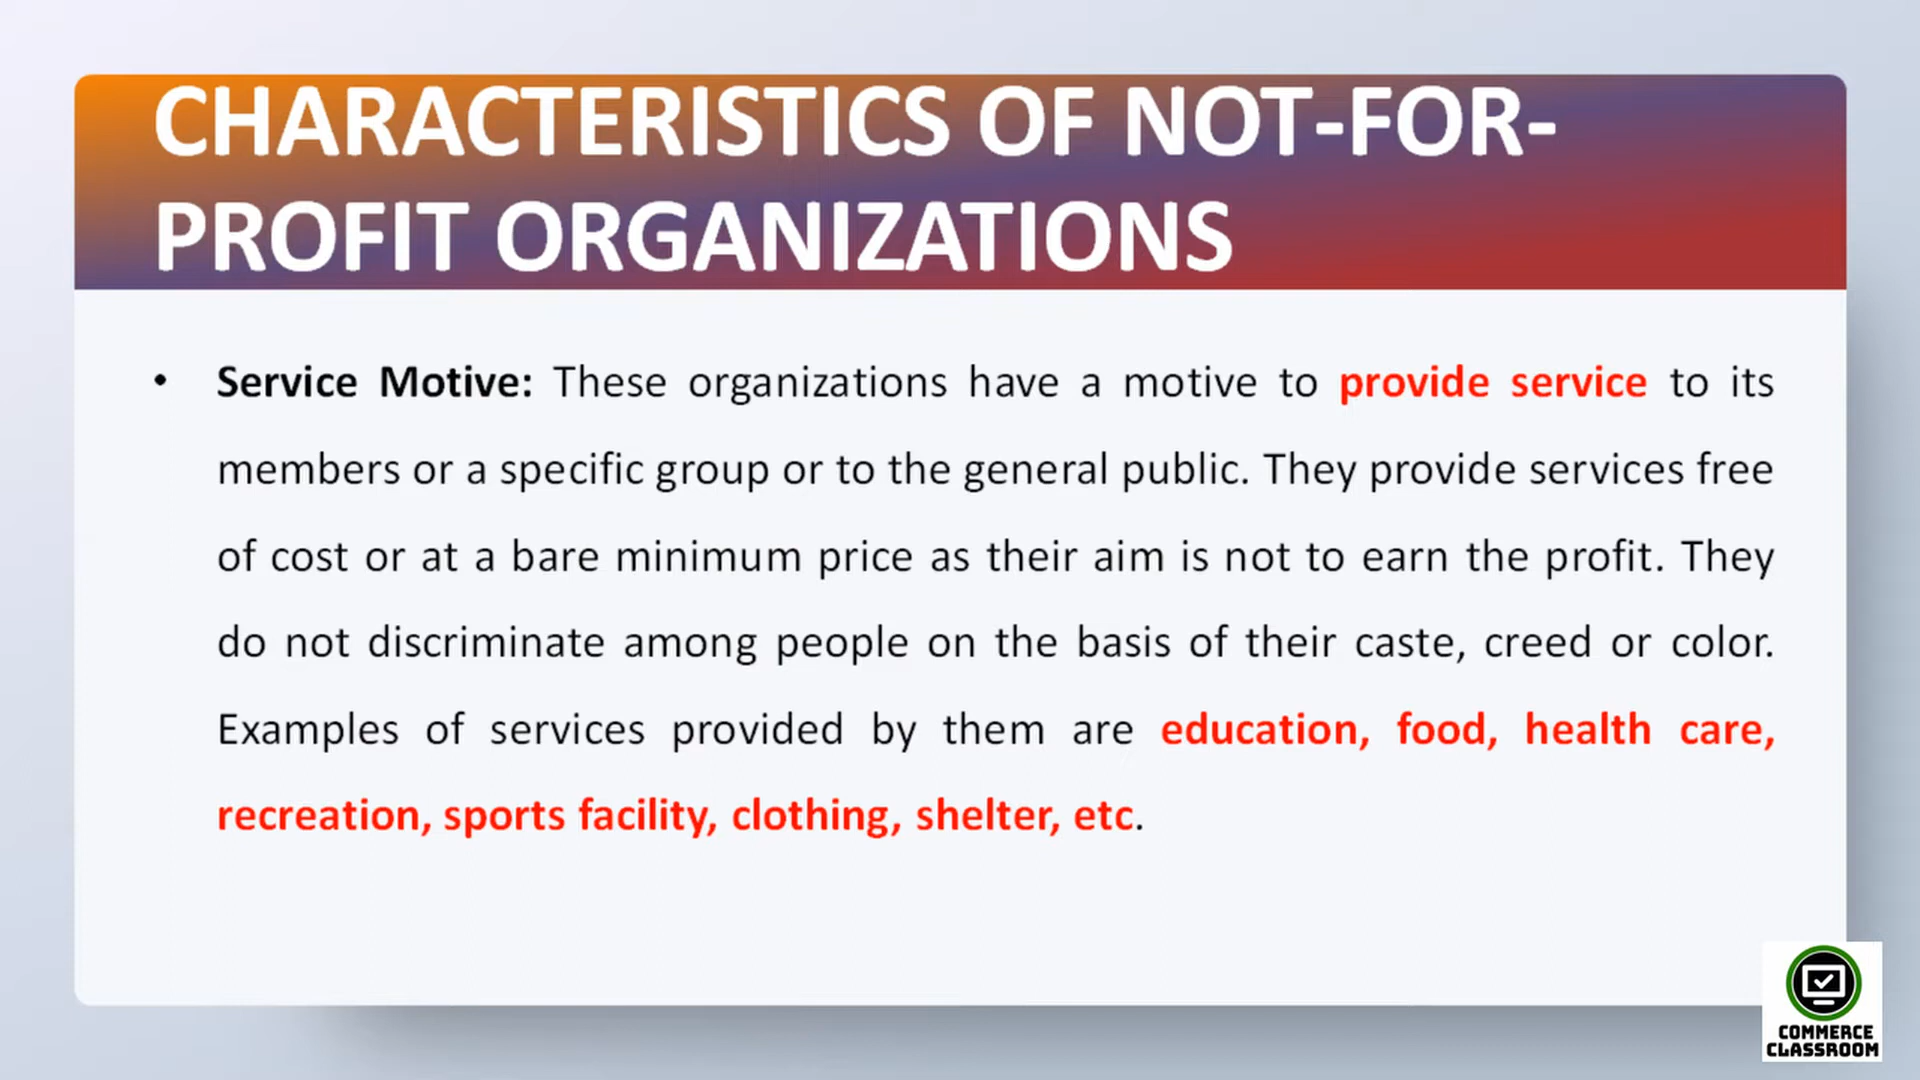 CHARACTERISTICS OF NOT-FOR-
PROFIT ORGANIZATIONS
• Service Motive: These organizations have a motive to provide service to its
members or a specific group or to the general public. They provide services free
of cost or at a bare minimum price as their aim is not to earn the profit. They
do not discriminate among people on the basis of their caste, creed or color.
Examples of services provided by them are education, food, health care,
recreation, sports facility, clothing, shelter, etc.
COMMERCE
CLASSROOM